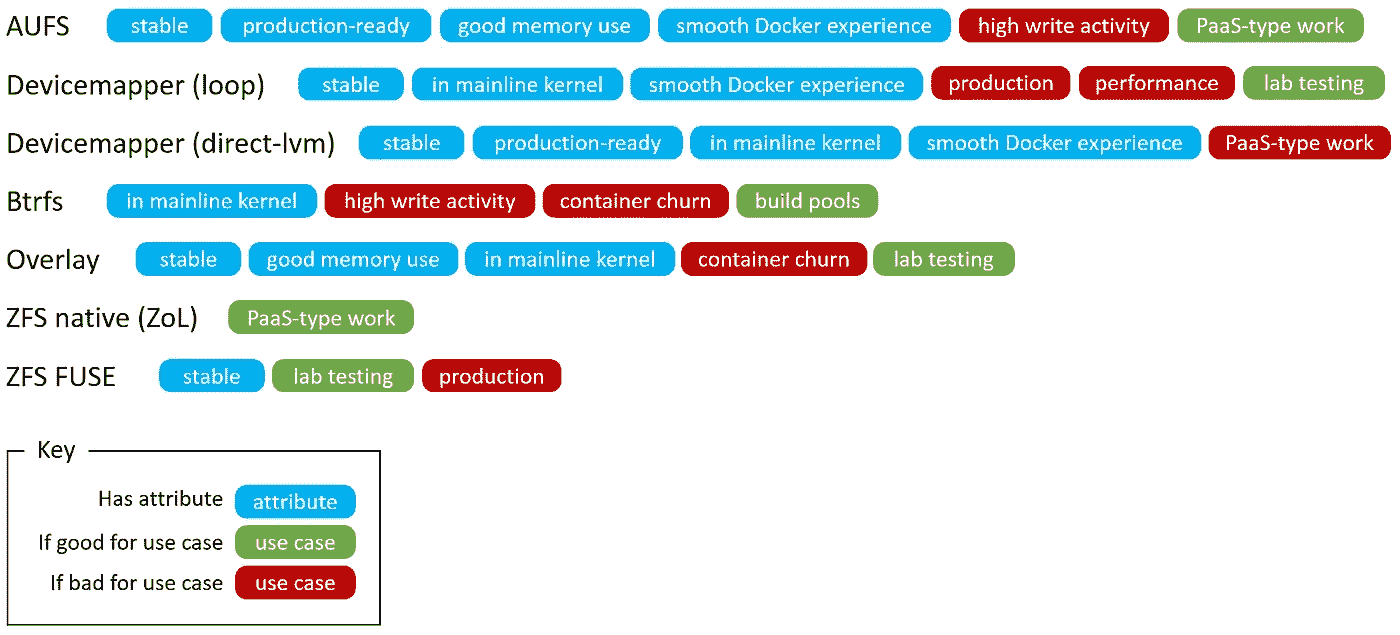 AUFS stable production-ready good memory use smooth Docker experience high write activity PaaS-type work
Devicemapper (loop) stable in mainline kernel smooth Docker experience production performance lab testing
Devicemapper (direct-lvm) stable production-ready in mainline kernel smooth Docker experience PaaS-type work
Btrfs in mainline kernel high write activity container churn build pools
Overlay stable good memory use in mainline kernel container churn lab testing
ZFS native (ZoL) PaaS-type work
ZFS FUSE stable lab testing production
Key
Has attribute attribute
If good for use case use case
If bad for use case use case